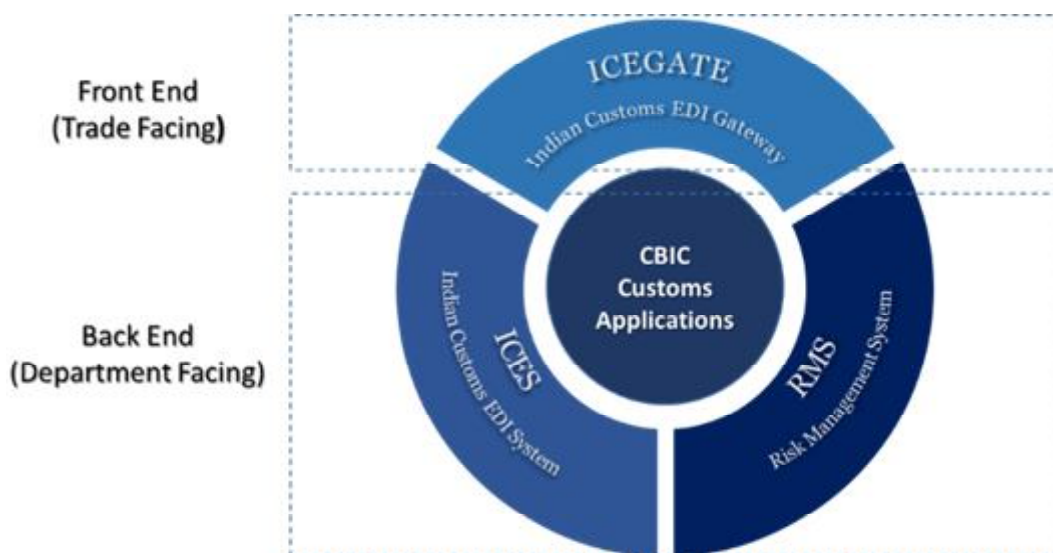 Front End
(Trade Facing)
ICEGATE
Indian Customs EDI Gateway
CBIC
Customs
Applications
Back End
(Department Facing)
ICES
Indian Customs EDI System
RMS
Risk Management System